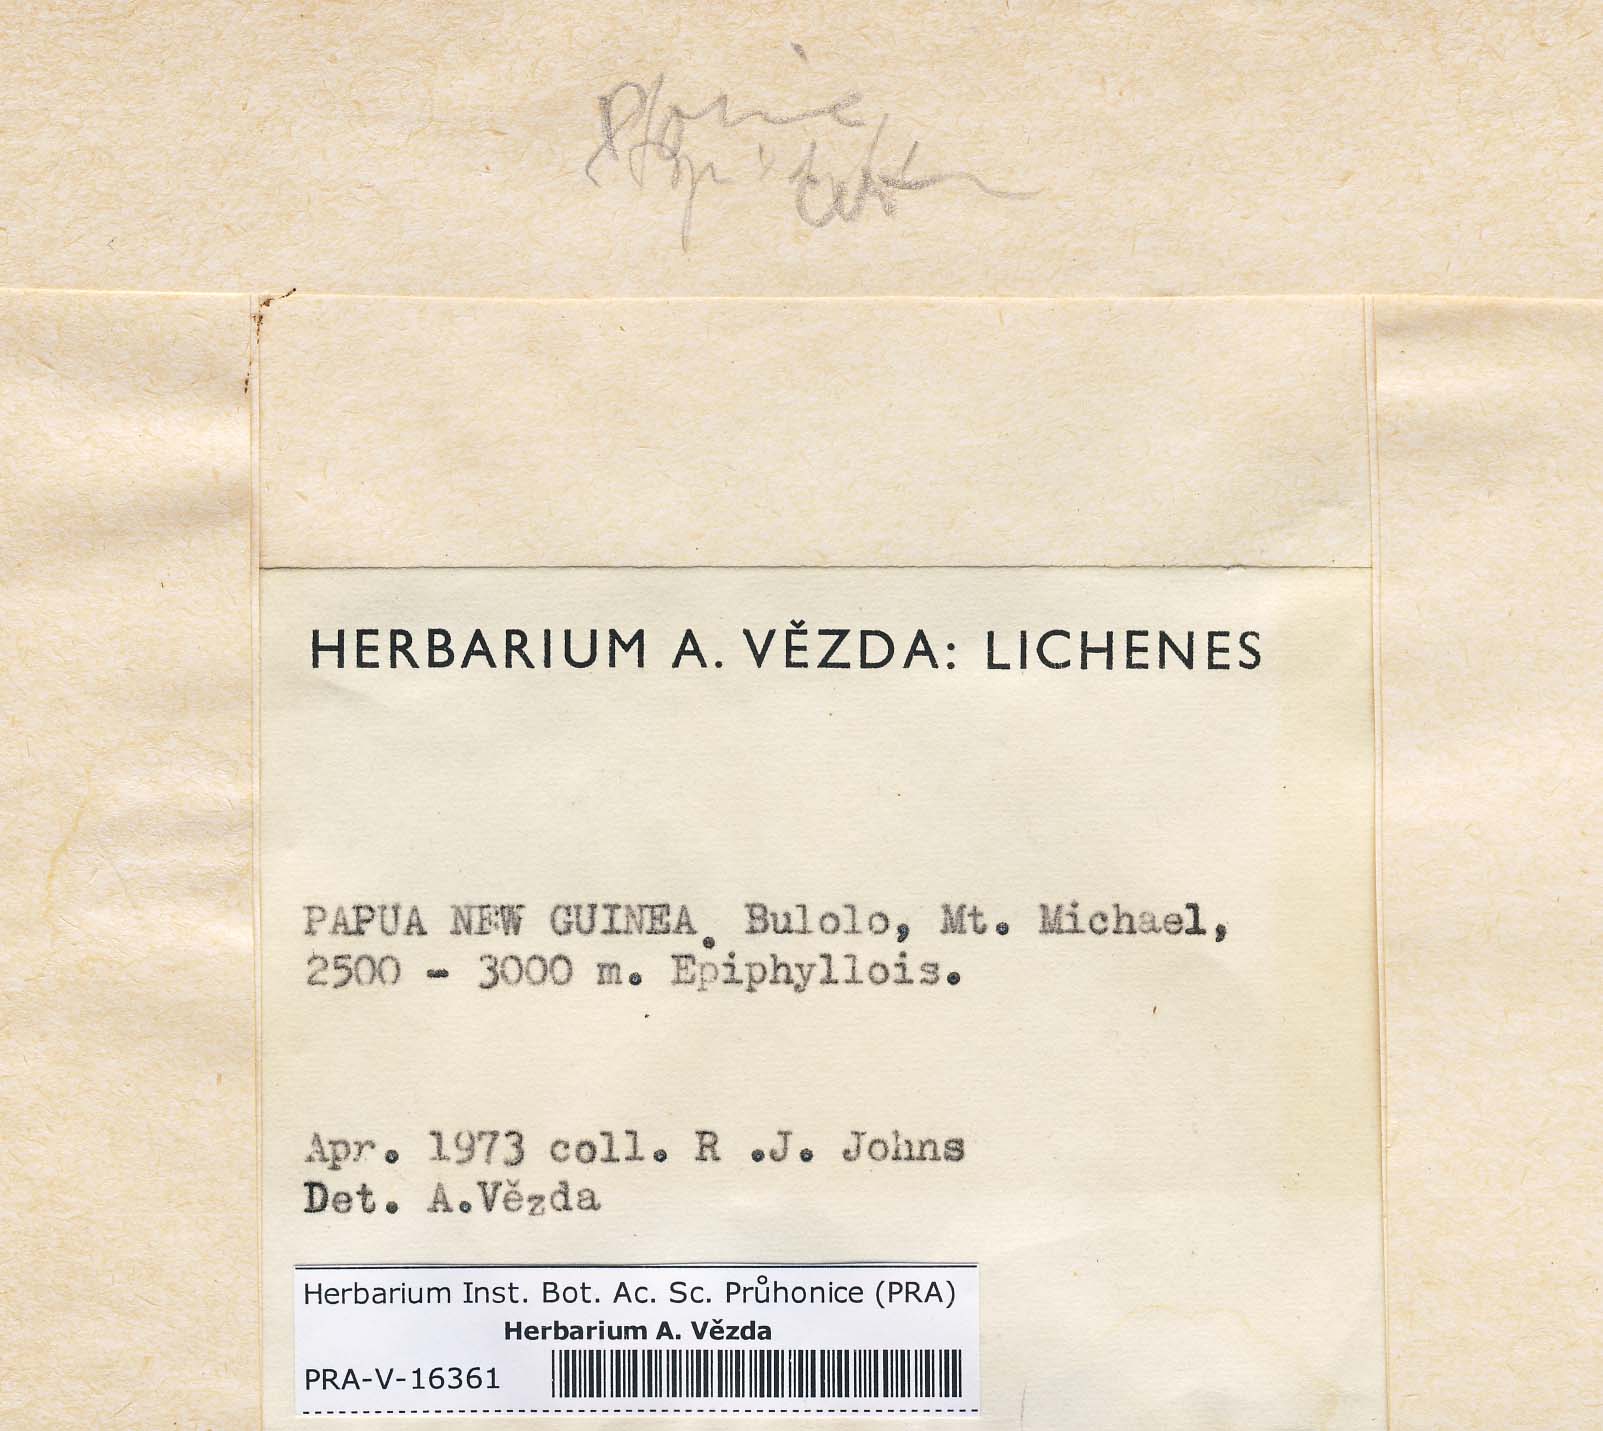 HERBARIUM A. VĚZDA: LICHENES
PAPUA NEW GUINEA. Bulolo, Mt. Michael,
2500 - 3000 m. Epiphyllois.
Apr. 1973 coll. R .J. Johns
Det. A.Vězda
Herbarium Inst. Bot. Ac. Sc. Průhonice (PRA)
Herbarium A. Vězda
PRA-V-16361